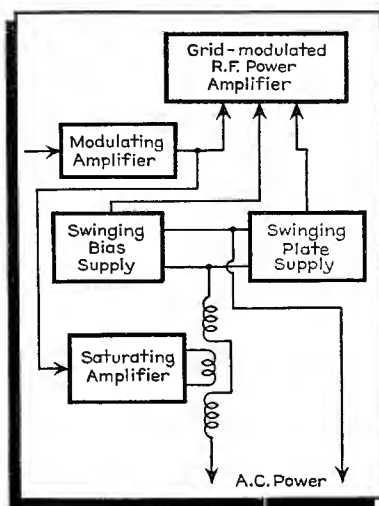 Grid-modulated
R.F. Power
Amplifier
Modulating
Amplifier
Swinging
Bias
Supply
Swinging
Plate
Supply
Saturating
Amplifier
A.C. Power